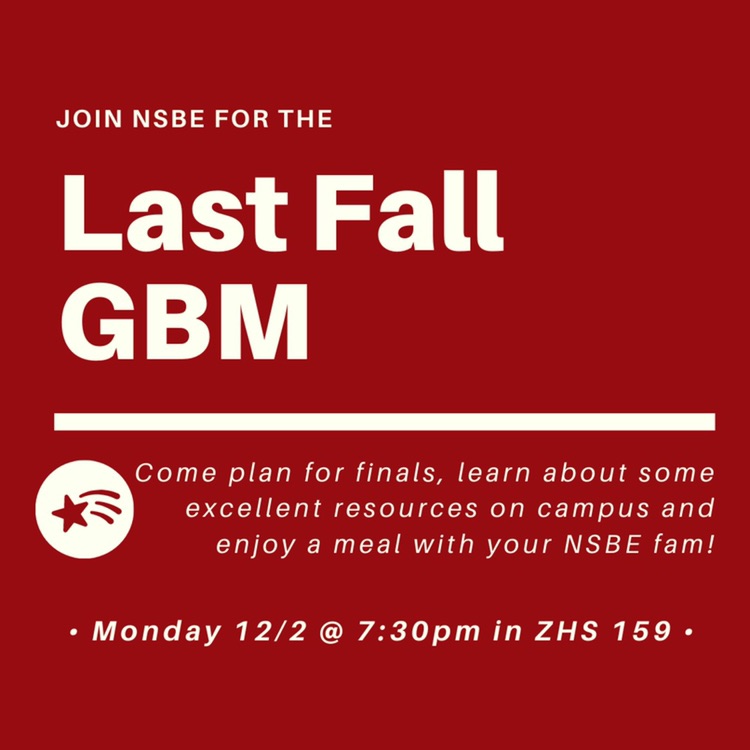 JOIN NSBE FOR THE
Last Fall
GBM
Come plan for finals, learn about some
excellent resources on campus and
enjoy a meal with your NSBE fam!
• Monday 12/2 @ 7:30pm in ZHS 159 •